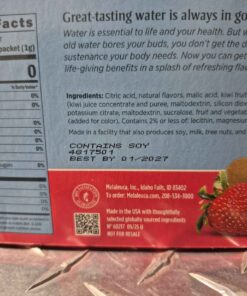 Facts
packet (1g)
0
% Daily Value*
Great-tasting water is always in go
Water is essential to life and your health. But w
old water bores your buds, you don't get the d
sustenance your body needs. Now you can get
life-giving benefits in a splash of refreshing fla
Ingredients: Citric acid, natural flavors, malic acid, kiwi fruit
(kiwi juice concentrate and puree, maltodextrin, silicon diox
potassium citrate, maltodextrin, sucralose, fruit and vegetab
(added for color). Contains 2% or less of: lecithin, magnesiu
Made in a facility that also produces soy, milk, tree nuts, and
CONTAINS SOY
4G17501
BEST BY 01/2027
Melaleuca, Inc., Idaho Falls, ID 83402
To order: Melaleuca.com, 208-534-3800
Made in the USA with thoughtfully
selected globally sourced ingredients
NOT FOR RESALE